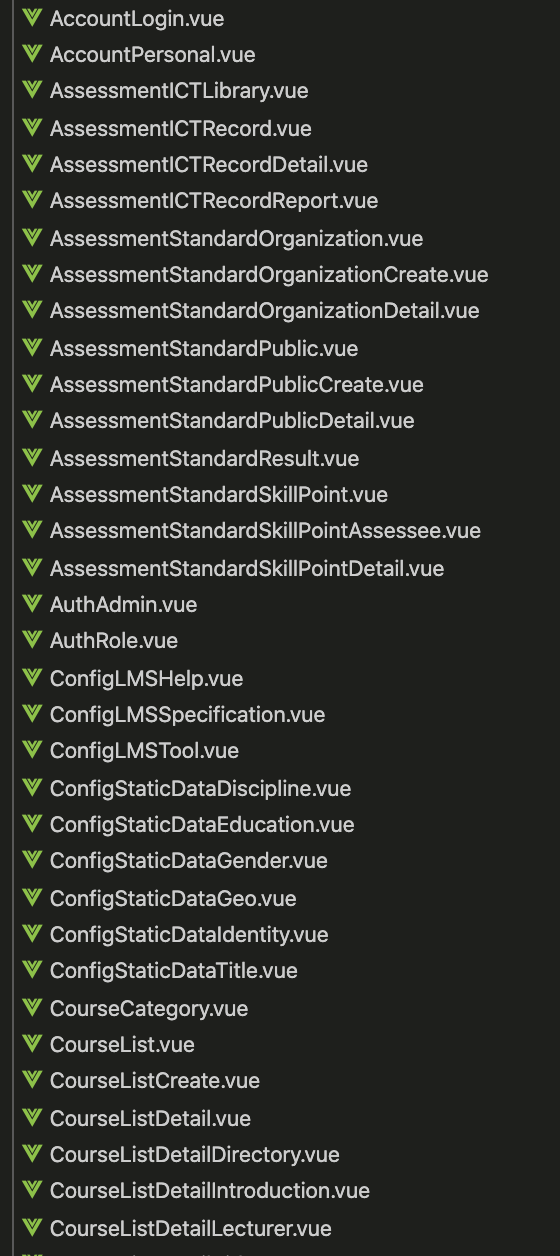 AccountLogin.vue
AccountPersonal.vue
AssessmentICTLibrary.vue
AssessmentICTRecord.vue
AssessmentICTRecordDetail.vue
AssessmentICTRecordReport.vue
AssessmentStandardOrganization.vue
AssessmentStandardOrganizationCreate.vue
AssessmentStandardOrganizationDetail.vue
AssessmentStandardPublic.vue
AssessmentStandardPublicCreate.vue
AssessmentStandardPublicDetail.vue
AssessmentStandardResult.vue
AssessmentStandardSkillPoint.vue
AssessmentStandardSkillPointAssessee.vue
AssessmentStandardSkillPointDetail.vue
AuthAdmin.vue
AuthRole.vue
ConfigLMSHelp.vue
ConfigLMSSpecification.vue
ConfigLMSTool.vue
ConfigStaticDataDiscipline.vue
ConfigStaticDataEducation.vue
ConfigStaticDataGender.vue
ConfigStaticDataGeo.vue
ConfigStaticDataIdentity.vue
ConfigStaticDataTitle.vue
CourseCategory.vue
CourseList.vue
CourseListCreate.vue
CourseListDetail.vue
CourseListDetailDirectory.vue
CourseListDetailIntroduction.vue
CourseListDetailLecturer.vue